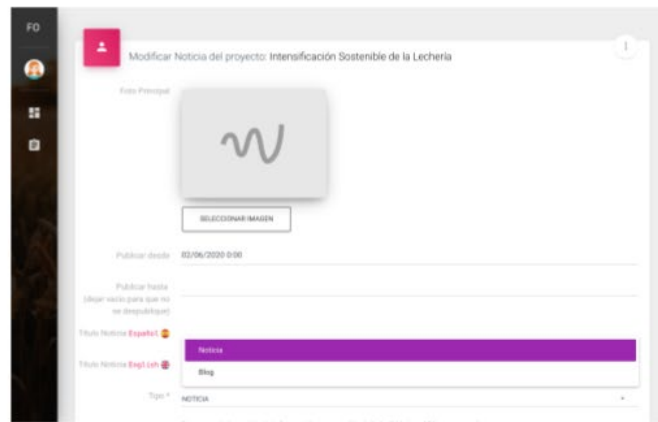 FO
Modificar Noticia del proyecto: Intensificación Sostenible de la Lechería
Foto Principal
SELECCIONAR IMAGEN
Publicar desde
02/06/2020 0:00
Publicar hasta
(dejar vacío para que no
se despublique)
Título Noticia Español
Título Noticia English
Noticia
Blog
Tipo *
NOTICIA